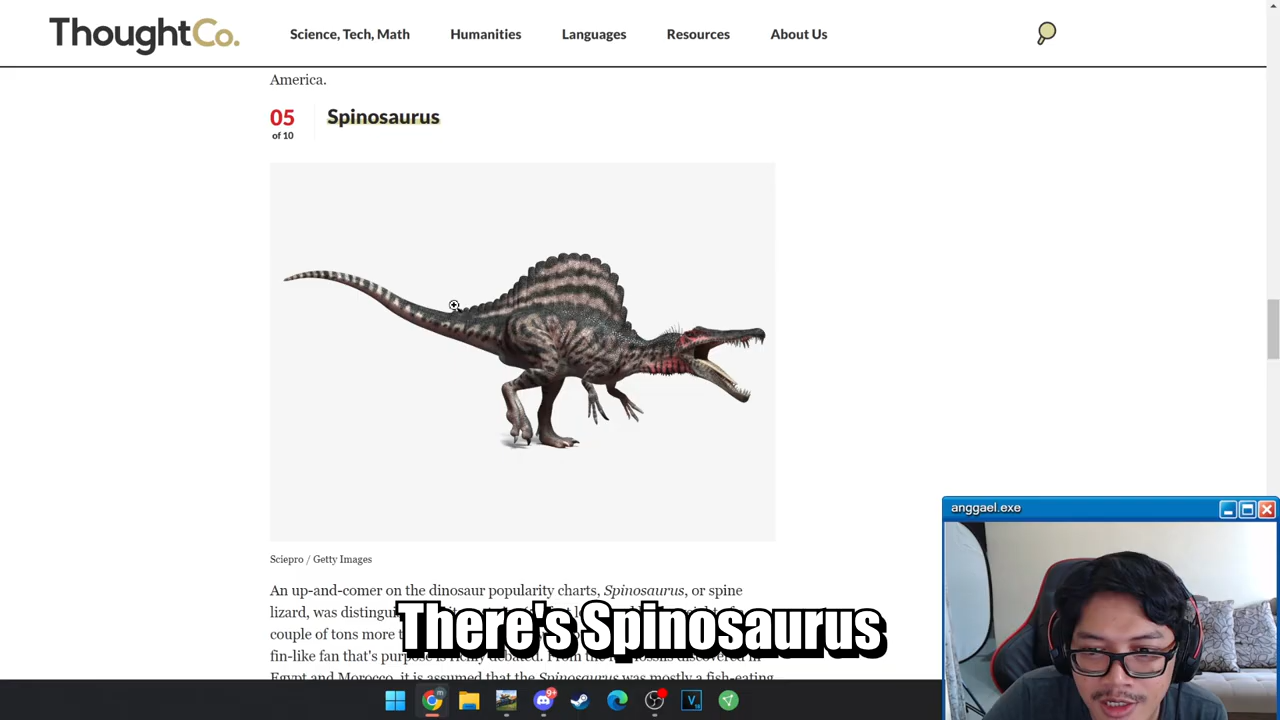 ThoughtCo.
Science, Tech, Math
Humanities
Languages
Resources
About Us
America.
05
of 10
Spinosaurus
Sciepro / Getty Images
An up-and-comer on the dinosaur popularity charts, Spinosaurus, or spine
lizard, was
couple of tons more
fin-like fan that's purpose is richly debated. From the
Egypt and Morocco, it is assumed that the Spinosaurus was mostly a fish-eating
There's Spinosaurus
anggael.exe
m
9+
V